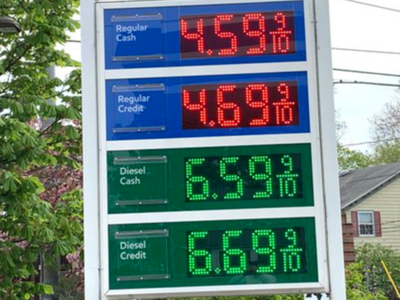 Regular
Cash
4.59 9/10
Regular
Credit
4.69 9/10
Diesel
Cash
6.59 9/10
Diesel
Credit
6.69 9/10